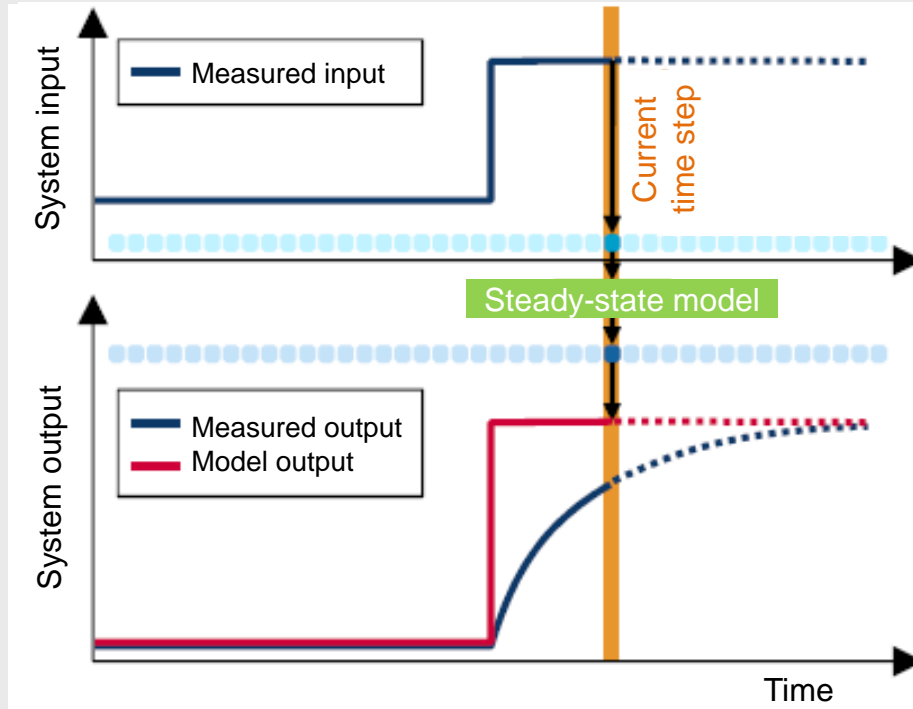 System input
Measured input
Current
time step
Steady-state model
System output
Measured output
Model output
Time